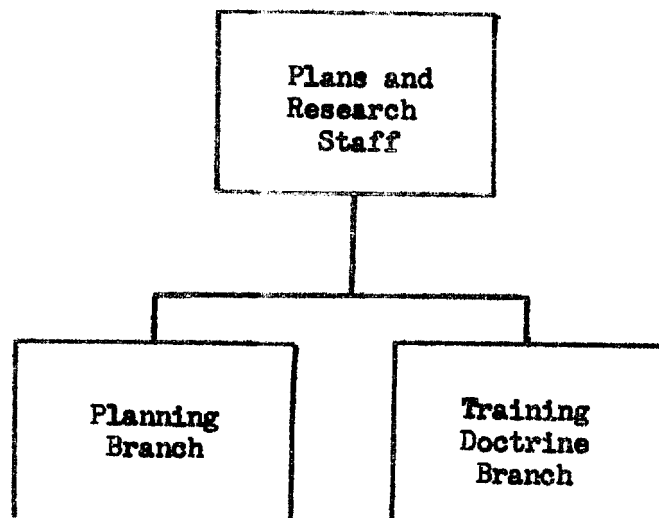 Plans and
Research
Staff
Planning
Branch
Training
Doctrine
Branch